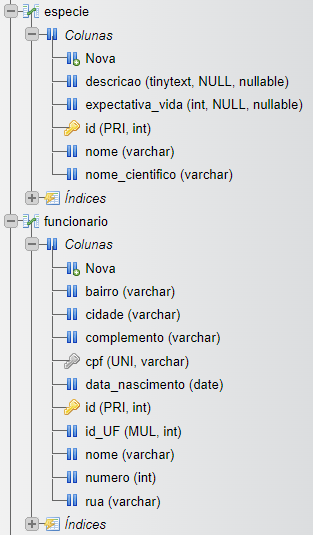 especie
Colunas
Nova
descricao (tinytext, NULL, nullable)
expectativa_vida (int, NULL, nullable)
id (PRI, int)
nome (varchar)
nome_cientifico (varchar)
Índices
funcionario
Colunas
Nova
bairro (varchar)
cidade (varchar)
complemento (varchar)
cpf (UNI, varchar)
data_nascimento (date)
id (PRI, int)
id_UF (MUL, int)
nome (varchar)
numero (int)
rua (varchar)
Índices